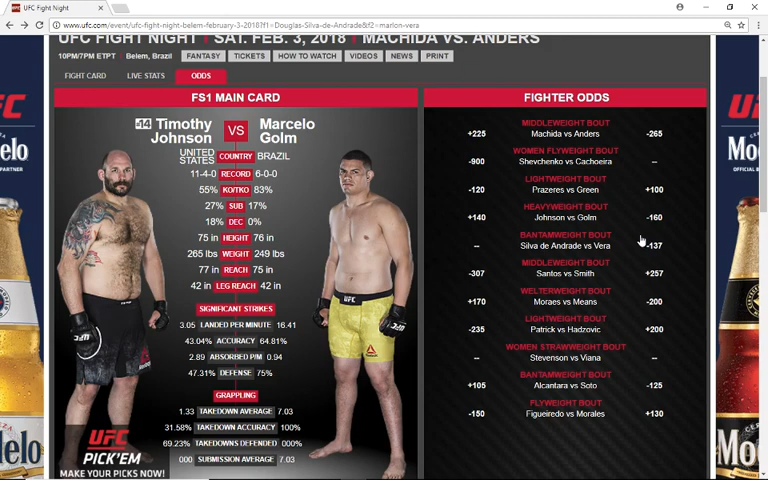 UFC Fight Night
www.ufc.com/event/ufc-fight-night-belem-february-3-2018?f1=Douglas-Silva-de-Andrade&f2=marlon-vera
UFC FIGHT NIGHT | SAT. FEB. 3, 2018 | MACHIDA VS. ANDERS
10PM/7PM ETPT | Belem, Brazil FANTASY TICKETS HOW TO WATCH VIDEOS NEWS PRINT
FIGHT CARD LIVE STATS ODDS
FS1 MAIN CARD
#14 Timothy Johnson VS Marcelo Golm
UNITED STATES COUNTRY BRAZIL
11-4-0 RECORD 6-0-0
55% KO/TKO 83%
27% SUB 17%
18% DEC 0%
75 in HEIGHT 76 in
265 lbs WEIGHT 249 lbs
77 in REACH 75 in
42 in LEG REACH 42 in
SIGNIFICANT STRIKES
3.05 LANDED PER MINUTE 16.41
43.04% ACCURACY 64.81%
2.89 ABSORBED P/M 0.94
47.31% DEFENSE 75%
GRAPPLING
1.33 TAKEDOWN AVERAGE 7.03
31.58% TAKEDOWN ACCURACY 100%
69.23% TAKEDOWNS DEFENDED 000%
000 SUBMISSION AVERAGE 7.03
UFC
UFC
PICK'EM
MAKE YOUR PICKS NOW!
FIGHTER ODDS
MIDDLEWEIGHT BOUT
+225 Machida vs Anders -265
WOMEN FLYWEIGHT BOUT
-900 Shevchenko vs Cachoeira --
LIGHTWEIGHT BOUT
-120 Prazeres vs Green +100
HEAVYWEIGHT BOUT
+140 Johnson vs Golm -160
BANTAMWEIGHT BOUT
-- Silva de Andrade vs Vera -137
MIDDLEWEIGHT BOUT
-307 Santos vs Smith +257
WELTERWEIGHT BOUT
+170 Moraes vs Means -200
LIGHTWEIGHT BOUT
-235 Patrick vs Hadzovic +200
WOMEN STRAWWEIGHT BOUT
-- Stevenson vs Viana --
BANTAMWEIGHT BOUT
+105 Alcantara vs Soto -125
FLYWEIGHT BOUT
-150 Figueiredo vs Morales +130